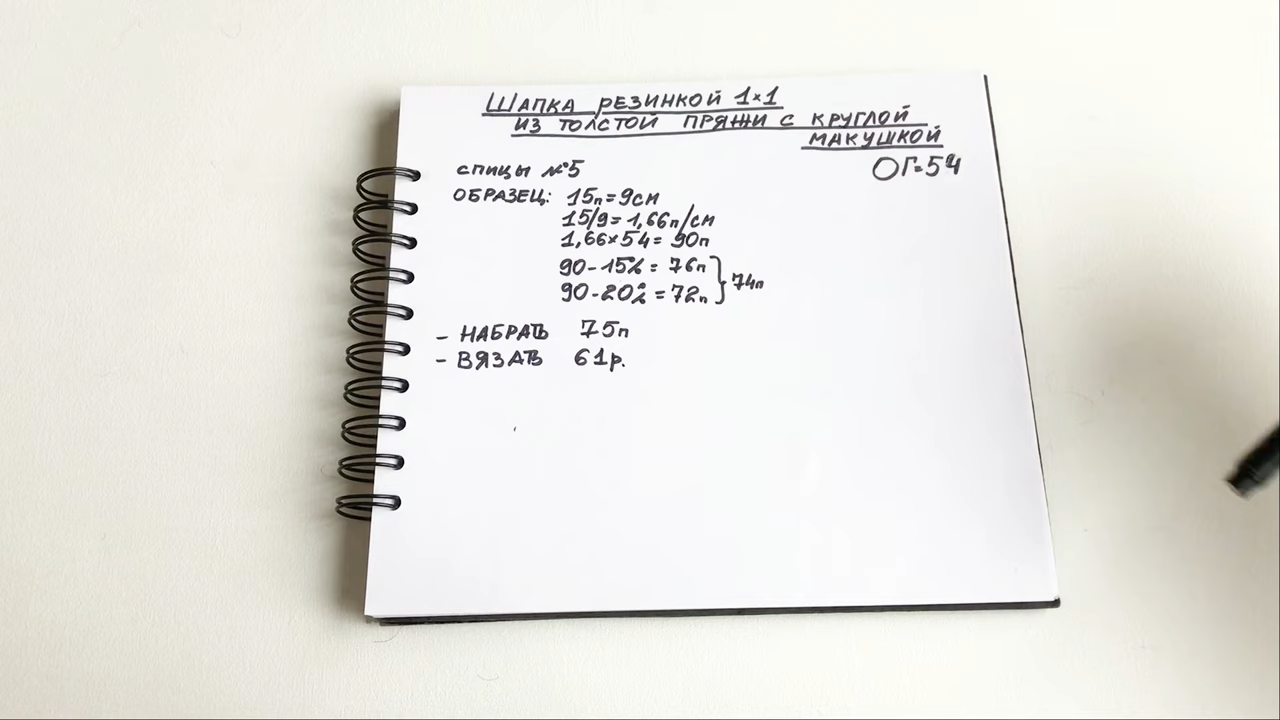 ШАПКА РЕЗИНКОЙ 1×1
ИЗ ТОЛСТОЙ ПРЯЖИ С КРУГЛОЙ
МАКУШКОЙ
ОГ=54
СПИЦЫ №5
ОБРАЗЕЦ: 15п=9см
15/9=1,66п/см
1,66×54=90п
90-15%=76п
90-20%=72п } 74п
- НАБРАТЬ 75п
- ВЯЗАТЬ 61р.